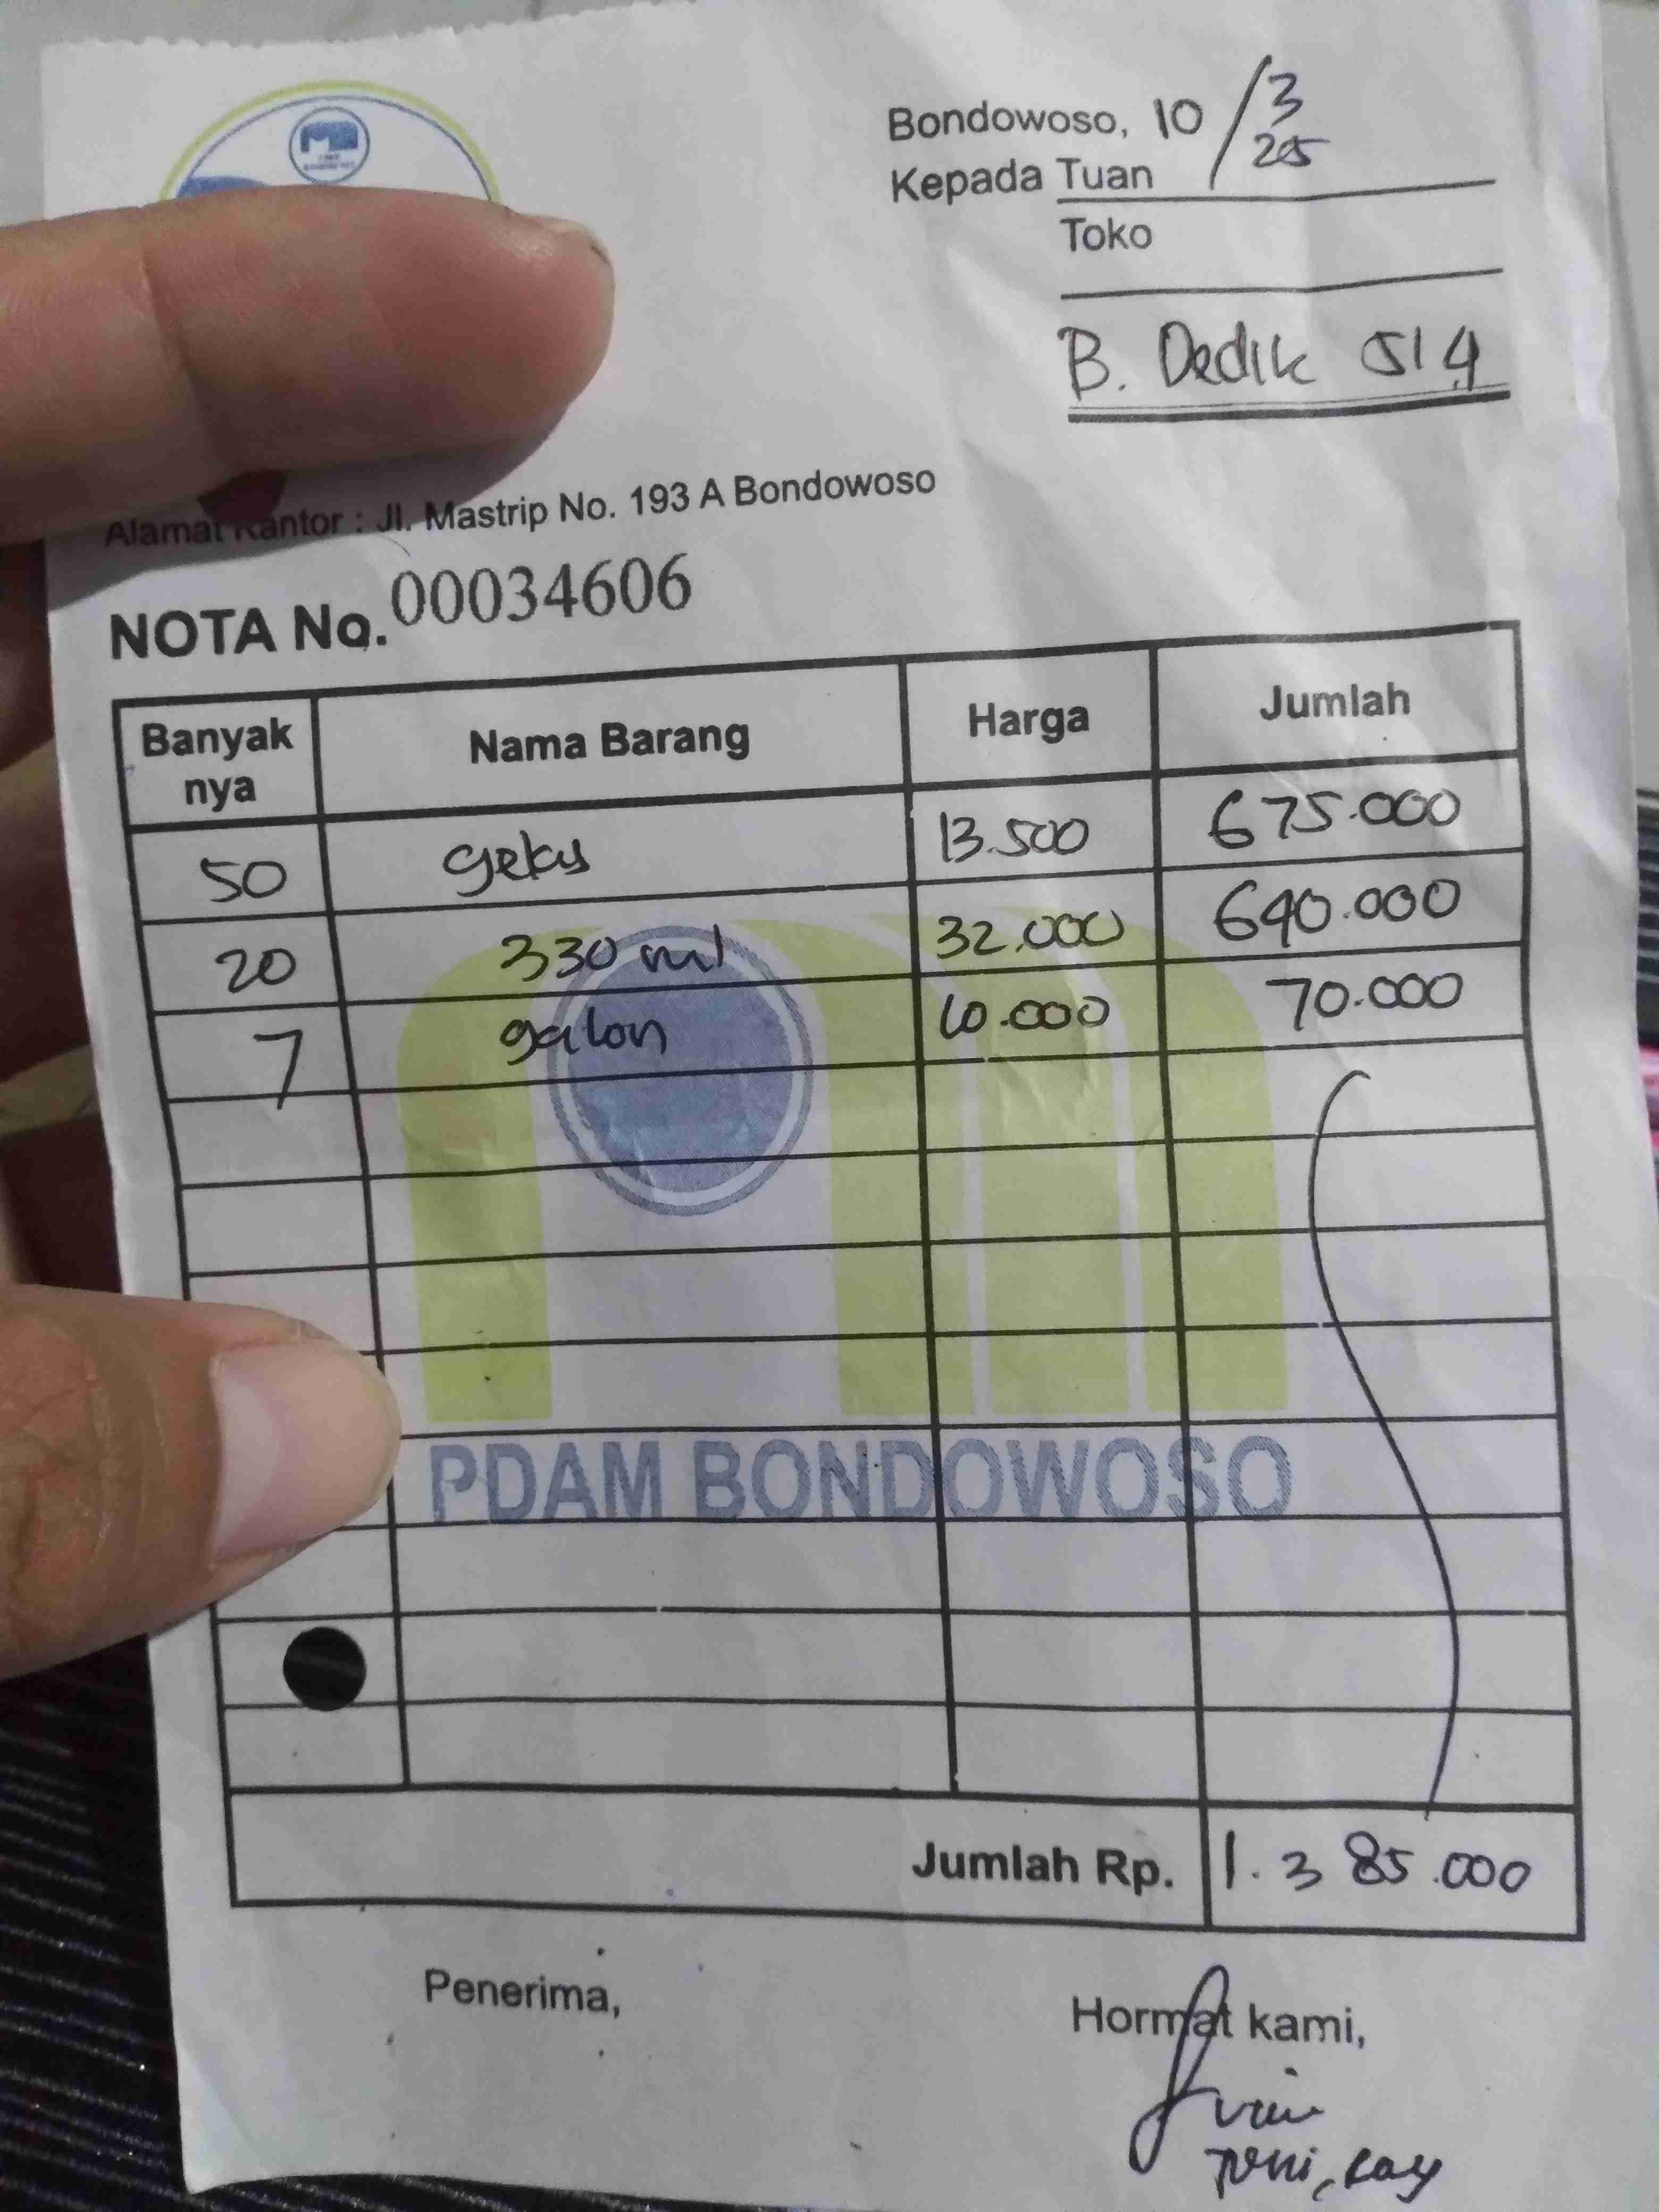 Bondowoso, 10/3 25
Kepada Tuan
Toko
B. Dedik 514
Alamat Kantor : Jl. Mastrip No. 193 A Bondowoso
NOTA No. 00034606
Banyak nya Nama Barang Harga Jumlah
50 gelas 13.500 675.000
20 330 ml 32.000 640.000
7 galon 10.000 70.000
PDAM BONDOWOSO
Jumlah Rp. 1.385.000
Penerima, Hormat kami,